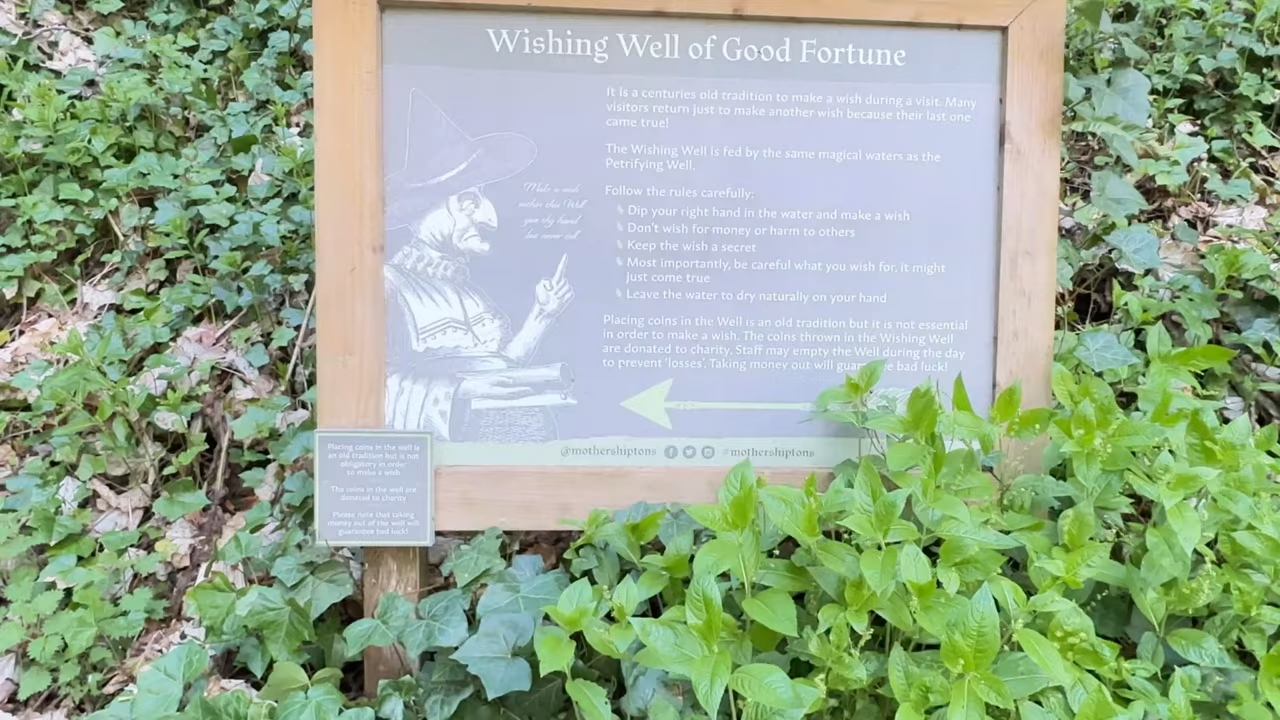 Wishing Well of Good Fortune
It is a centuries old tradition to make a wish during a visit. Many
visitors return just to make another wish because their last one
came true!
The Wishing Well is fed by the same magical waters as the
Petrifying Well.
Follow the rules carefully:
Dip your right hand in the water and make a wish
Don't wish for money or harm to others
Keep the wish a secret
Most importantly, be careful what you wish for, it might
just come true
Leave the water to dry naturally on your hand
Placing coins in the Well is an old tradition but it is not essential
in order to make a wish. The coins thrown in the Wishing Well
are donated to charity. Staff may empty the Well during the day
to prevent 'losses'. Taking money out will bad luck!
Make a wish
this Well
thy hand
@mothershiptons #mothershiptons
Placing coins in the well is
an old tradition but is not
obligatory in order
to make a wish
The coins in the well are
donated to charity
Please note that taking
money out of the well will
guarantee bad luck!